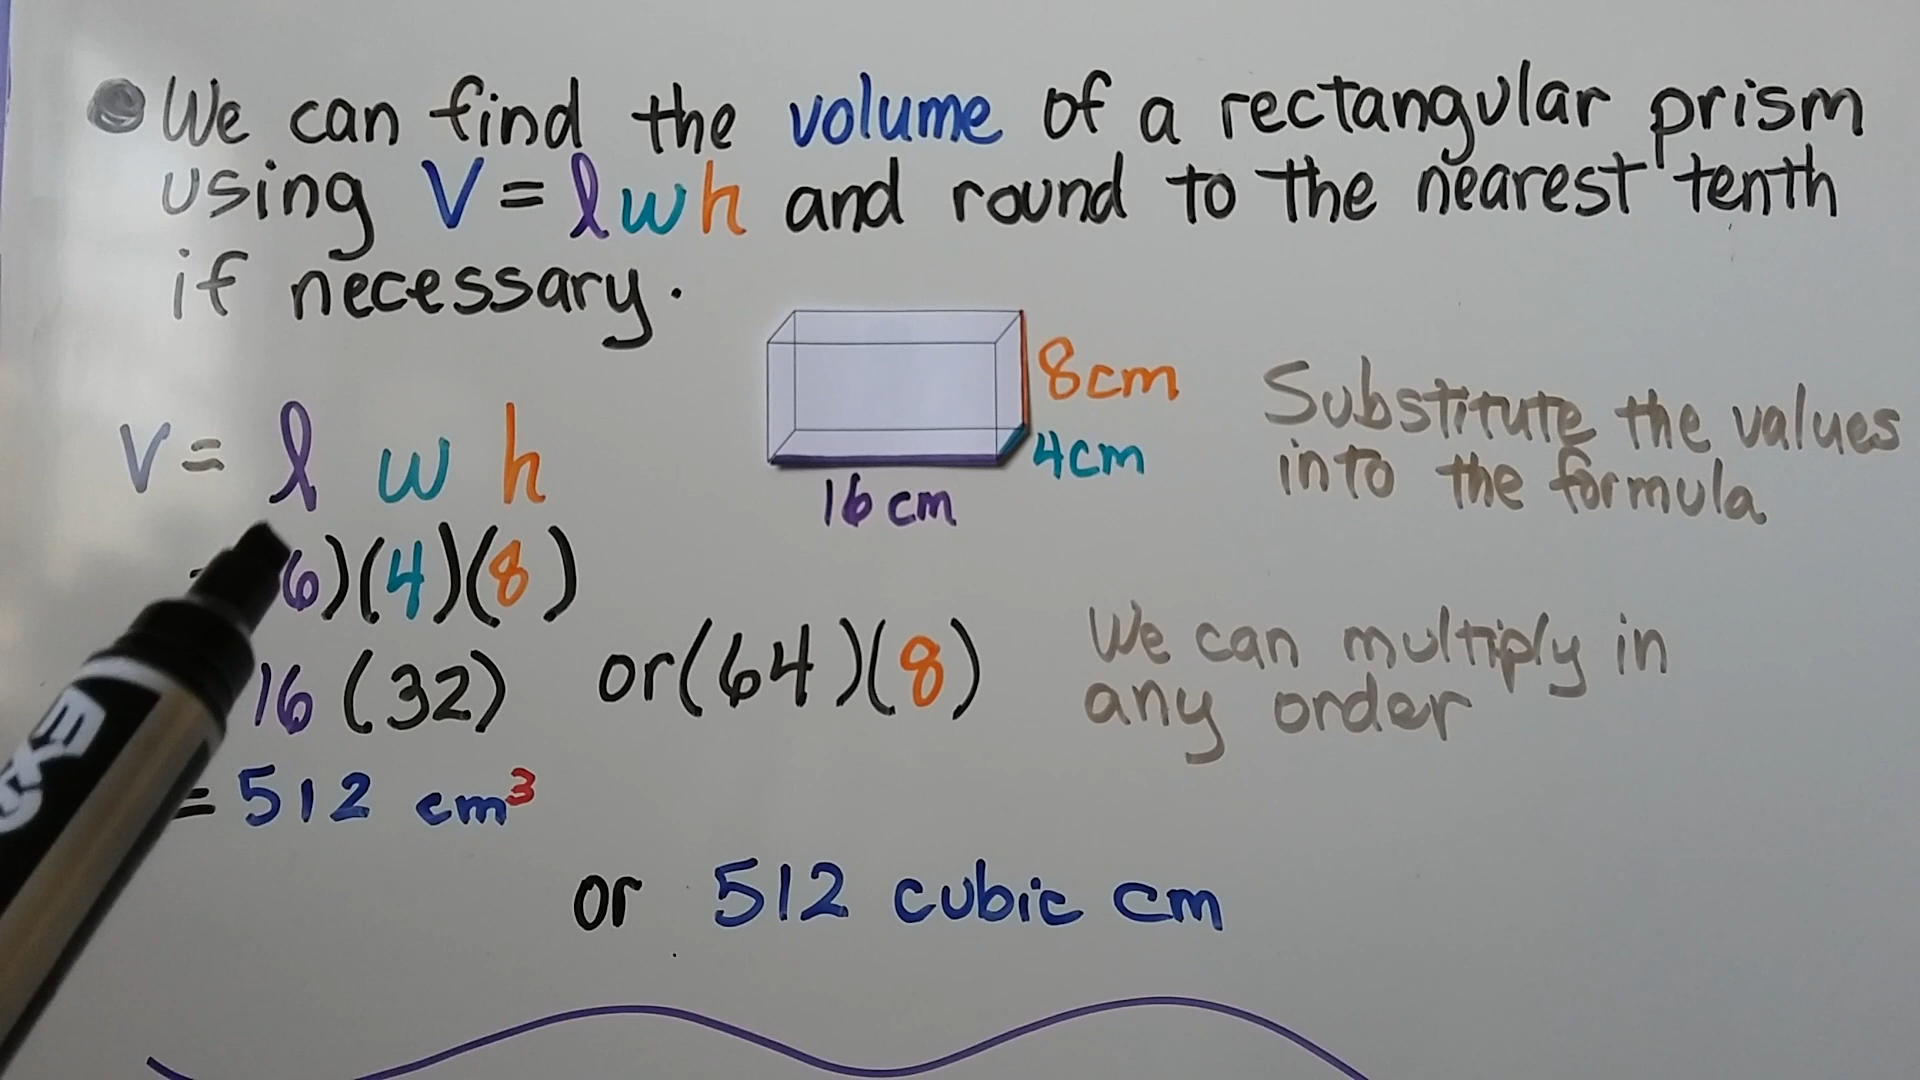 We can find the volume of a rectangular prism
using V = lwh and round to the nearest tenth
if necessary.
8cm
4cm
16 cm
Substitute the values
into the formula
V = l w h
6)(4)(8)
16 (32) or (64)(8)
We can multiply in
any order
= 512 cm³
or 512 cubic cm